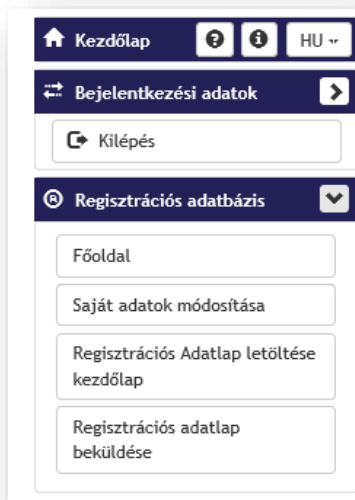 Kezdőlap HU
Bejelentkezési adatok
Kilépés
Regisztrációs adatbázis
Főoldal
Saját adatok módosítása
Regisztrációs Adatlap letöltése
kezdőlap
Regisztrációs adatlap
beküldése